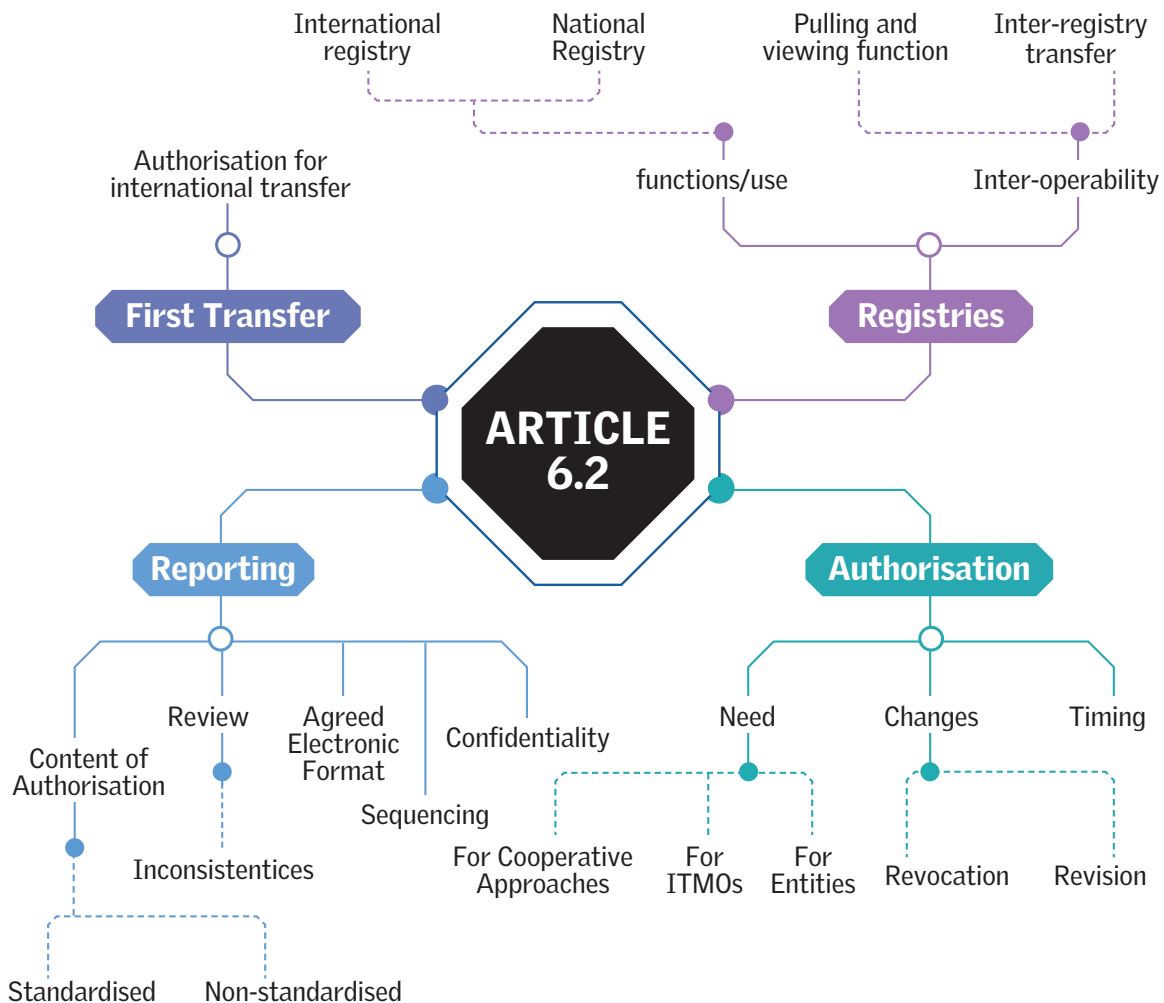 International
registry
National
Registry
Pulling and
viewing function
Inter-registry
transfer
Authorisation for
international transfer
functions/use
Inter-operability
First Transfer
Registries
ARTICLE
6.2
Reporting
Authorisation
Content of
Authorisation
Review
Agreed
Electronic
Format
Sequencing
Confidentiality
Need
Changes
Timing
Inconsistentices
For Cooperative
Approaches
For
ITMOs
For
Entities
Revocation
Revision
Standardised
Non-standardised